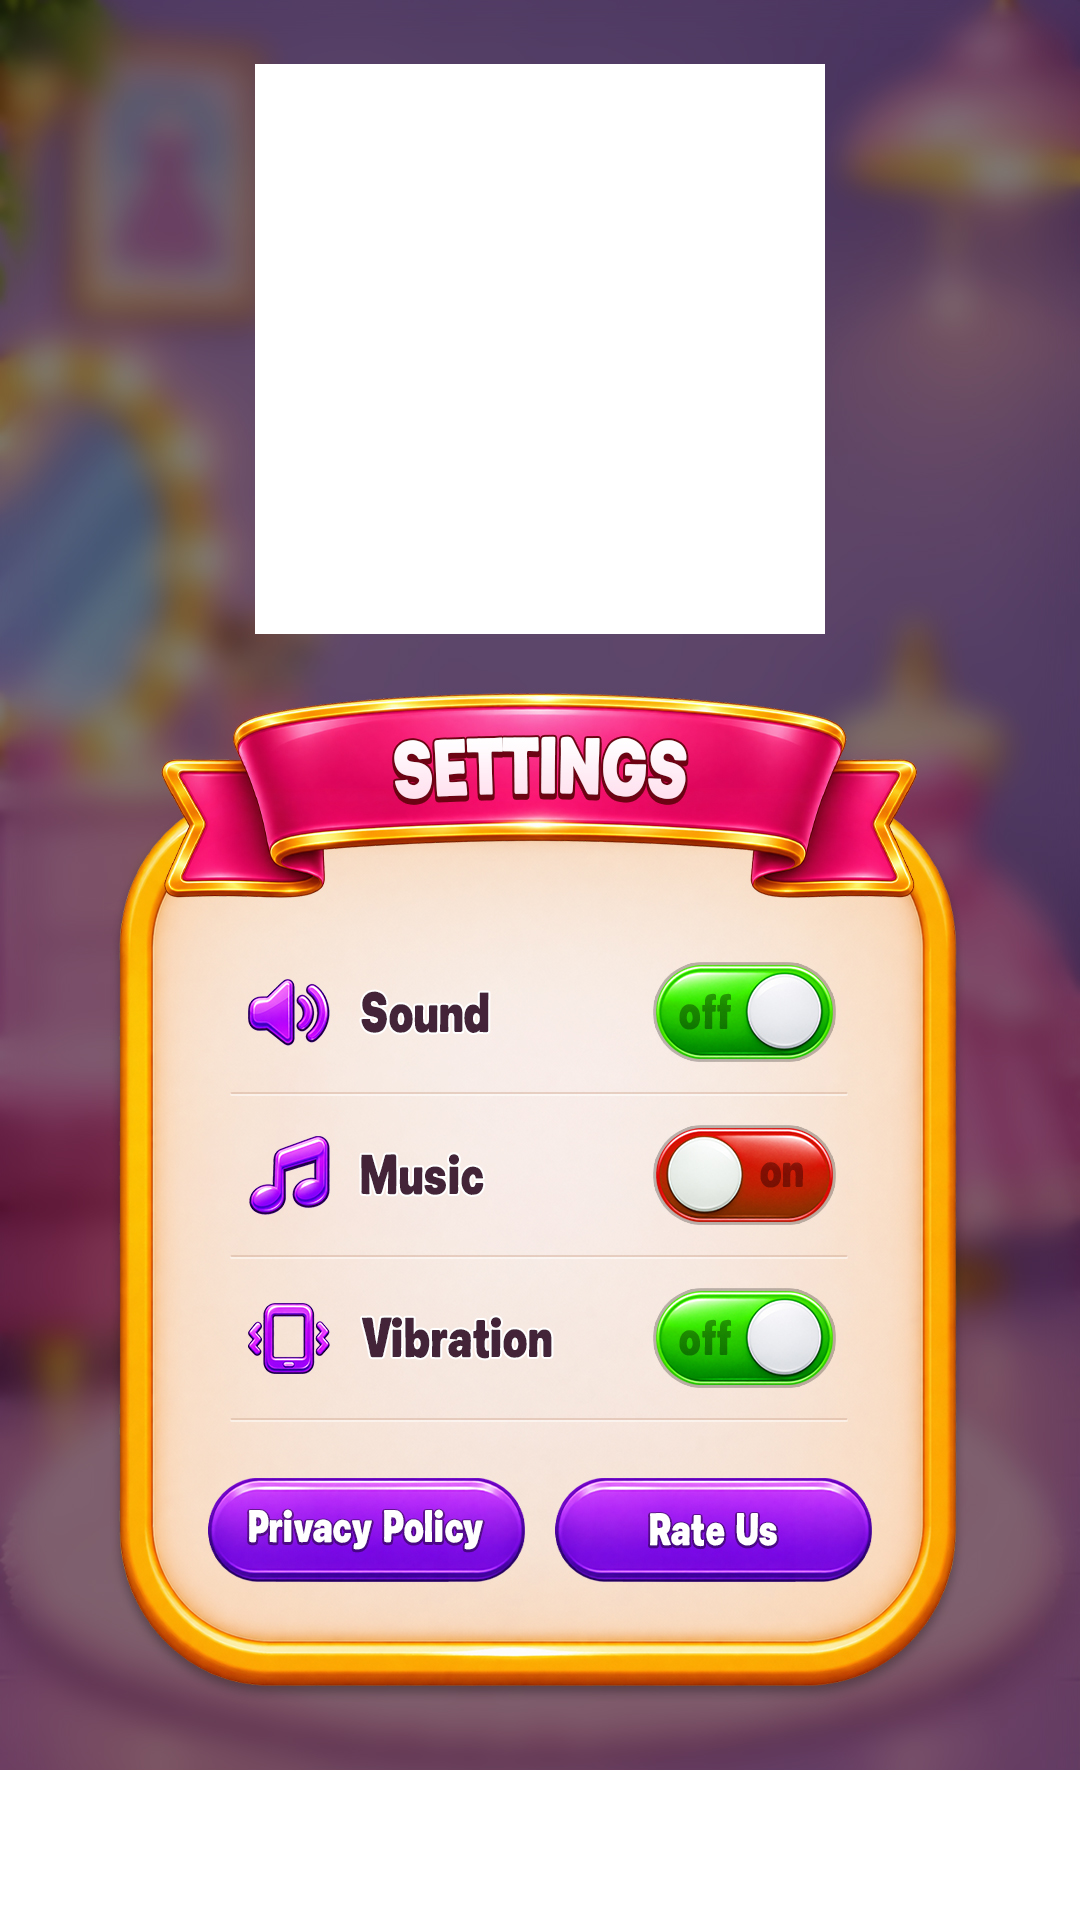 SETTINGS
Sound
off
Music
on
Vibration
off
Privacy Policy
Rate Us